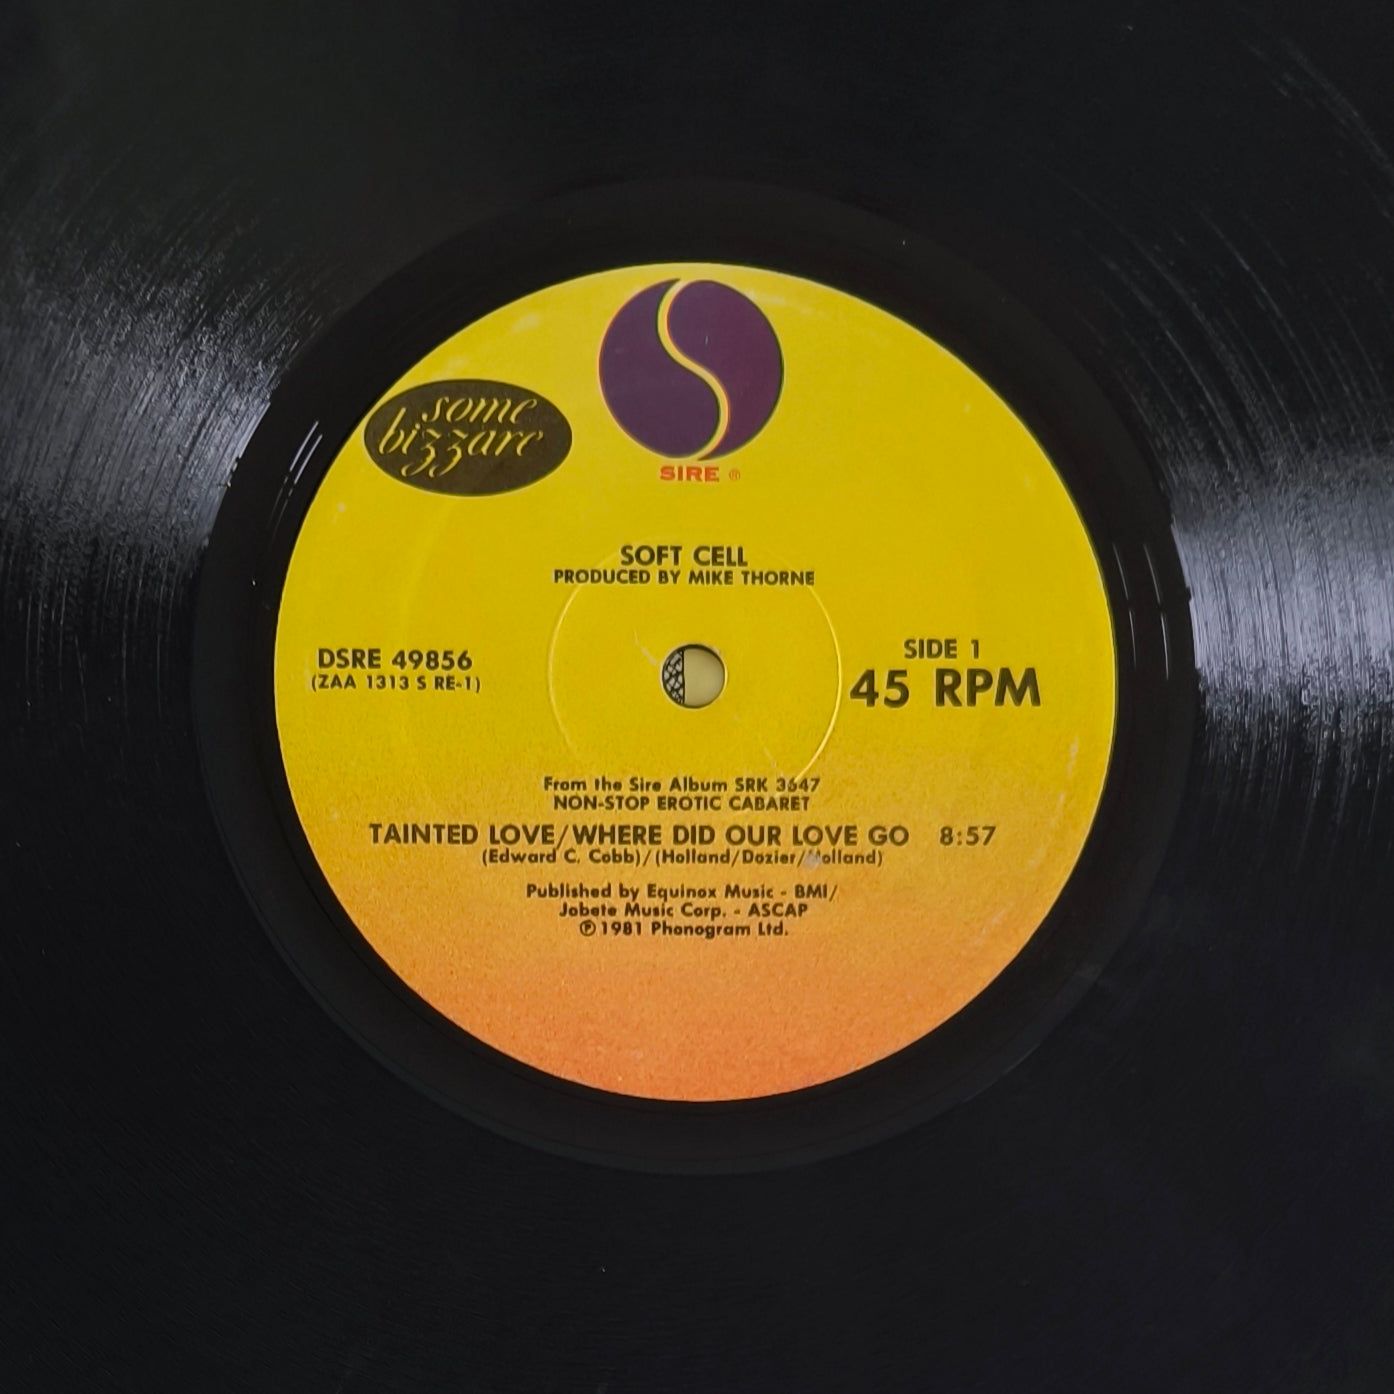 some
bizzare
SIRE ®
SOFT CELL
PRODUCED BY MIKE THORNE
DSRE 49856
(ZAA 1313 S RE-1)
SIDE 1
45 RPM
From the Sire Album SRK 3647
NON-STOP EROTIC CABARET
TAINTED LOVE/WHERE DID OUR LOVE GO 8:57
(Edward C. Cobb)/(Holland/Dozier/Holland)
Published by Equinox Music - BMI/
Jobete Music Corp. - ASCAP
℗ 1981 Phonogram Ltd.